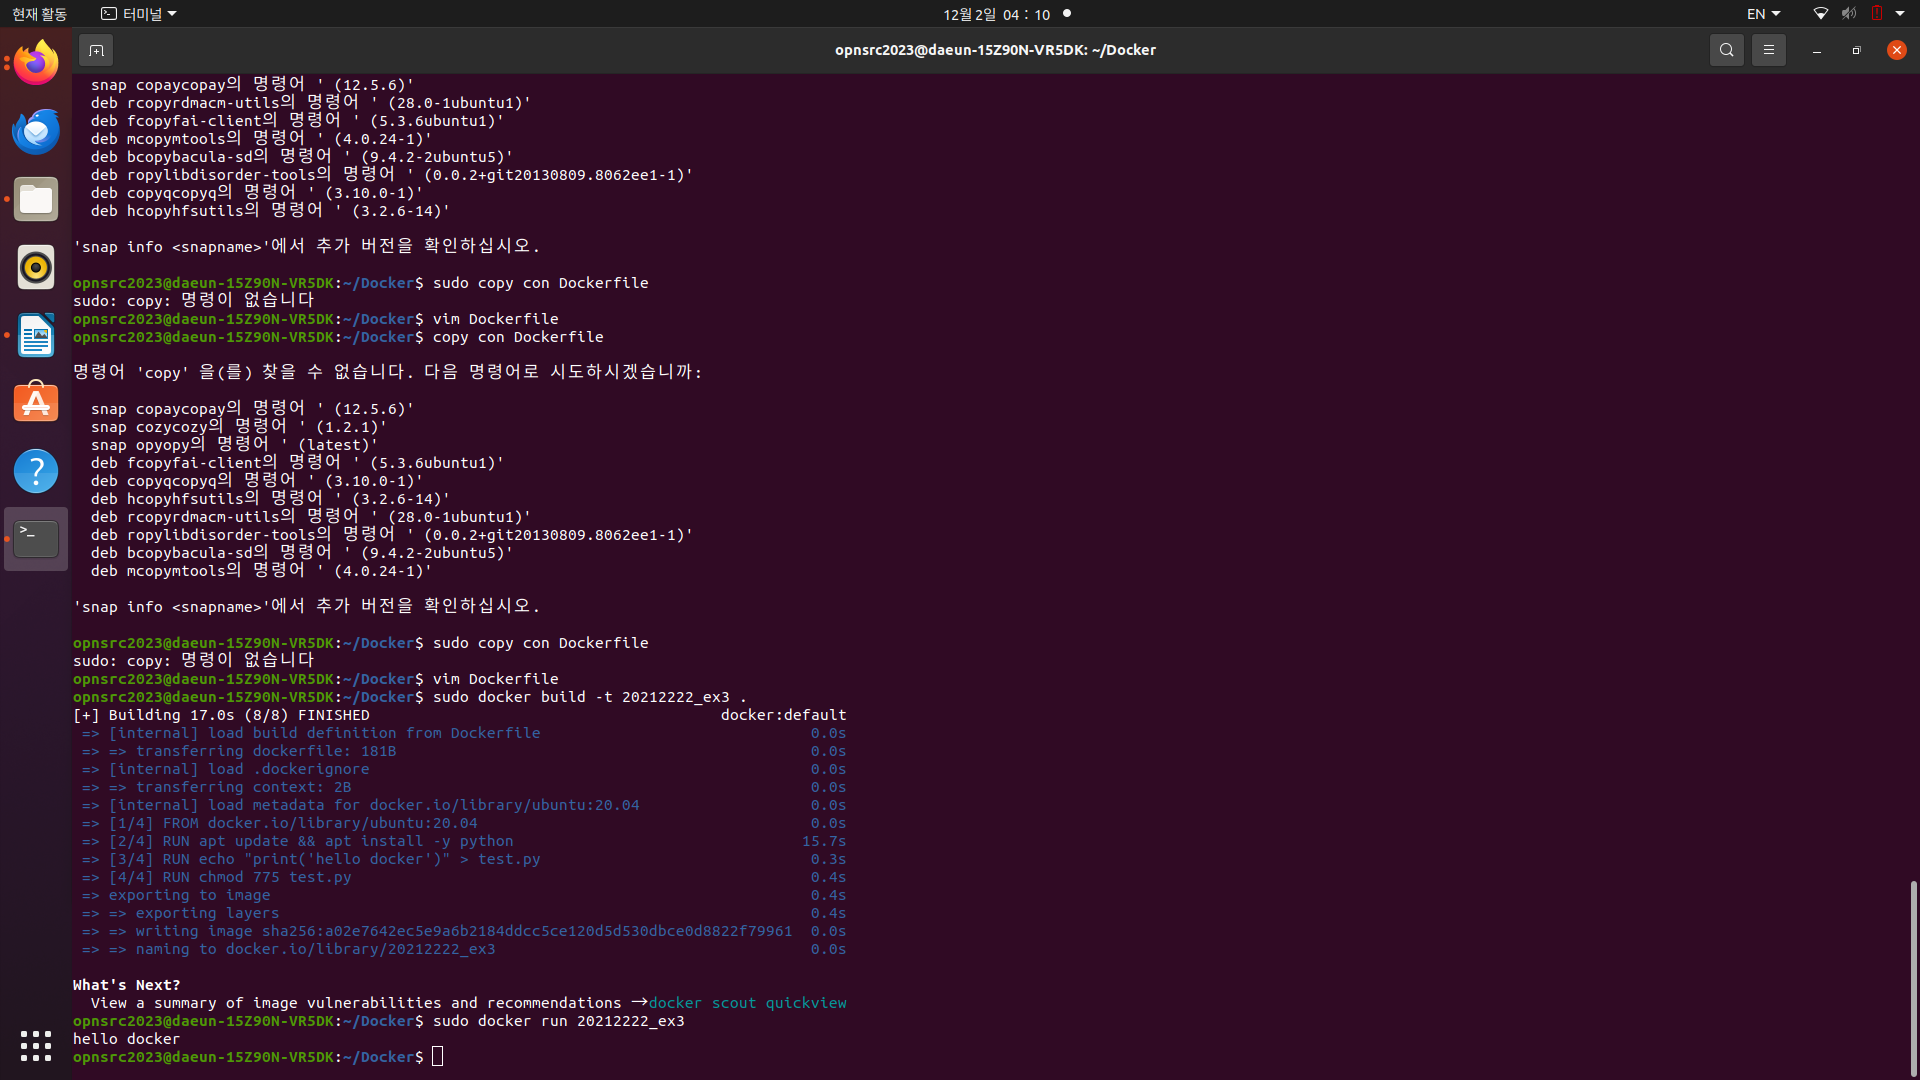 현재 활동 터미널 12월 2일 04 : 10 EN
opnsrc2023@daeun-15Z90N-VR5DK: ~/Docker
snap copaycopay의 명령어 ' (12.5.6)'
deb rcopyrdmacm-utils의 명령어 ' (28.0-1ubuntu1)'
deb fcopyfai-client의 명령어 ' (5.3.6ubuntu1)'
deb mcopymtools의 명령어 ' (4.0.24-1)'
deb bcopybacula-sd의 명령어 ' (9.4.2-2ubuntu5)'
deb ropylibdisorder-tools의 명령어 ' (0.0.2+git20130809.8062ee1-1)'
deb copyqcopyq의 명령어 ' (3.10.0-1)'
deb hcopyhfsutils의 명령어 ' (3.2.6-14)'
'snap info <snapname>'에서 추가 버전을 확인하십시오.
opnsrc2023@daeun-15Z90N-VR5DK:~/Docker$ sudo copy con Dockerfile
sudo: copy: 명령이 없습니다
opnsrc2023@daeun-15Z90N-VR5DK:~/Docker$ vim Dockerfile
opnsrc2023@daeun-15Z90N-VR5DK:~/Docker$ copy con Dockerfile
명령어 'copy' 을(를) 찾을 수 없습니다. 다음 명령어로 시도하시겠습니까:
snap copaycopay의 명령어 ' (12.5.6)'
snap cozycozy의 명령어 ' (1.2.1)'
snap opyopy의 명령어 ' (latest)'
deb fcopyfai-client의 명령어 ' (5.3.6ubuntu1)'
deb copyqcopyq의 명령어 ' (3.10.0-1)'
deb hcopyhfsutils의 명령어 ' (3.2.6-14)'
deb rcopyrdmacm-utils의 명령어 ' (28.0-1ubuntu1)'
deb ropylibdisorder-tools의 명령어 ' (0.0.2+git20130809.8062ee1-1)'
deb bcopybacula-sd의 명령어 ' (9.4.2-2ubuntu5)'
deb mcopymtools의 명령어 ' (4.0.24-1)'
'snap info <snapname>'에서 추가 버전을 확인하십시오.
opnsrc2023@daeun-15Z90N-VR5DK:~/Docker$ sudo copy con Dockerfile
sudo: copy: 명령이 없습니다
opnsrc2023@daeun-15Z90N-VR5DK:~/Docker$ vim Dockerfile
opnsrc2023@daeun-15Z90N-VR5DK:~/Docker$ sudo docker build -t 20212222_ex3 .
[+] Building 17.0s (8/8) FINISHED docker:default
=> [internal] load build definition from Dockerfile 0.0s
=> => transferring dockerfile: 181B 0.0s
=> [internal] load .dockerignore 0.0s
=> => transferring context: 2B 0.0s
=> [internal] load metadata for docker.io/library/ubuntu:20.04 0.0s
=> [1/4] FROM docker.io/library/ubuntu:20.04 0.0s
=> [2/4] RUN apt update && apt install -y python 15.7s
=> [3/4] RUN echo "print('hello docker')" > test.py 0.3s
=> [4/4] RUN chmod 775 test.py 0.4s
=> exporting to image 0.4s
=> => exporting layers 0.4s
=> => writing image sha256:a02e7642ec5e9a6b2184ddcc5ce120d5d530dbce0d8822f79961 0.0s
=> => naming to docker.io/library/20212222_ex3 0.0s
What's Next?
View a summary of image vulnerabilities and recommendations →docker scout quickview
opnsrc2023@daeun-15Z90N-VR5DK:~/Docker$ sudo docker run 20212222_ex3
hello docker
opnsrc2023@daeun-15Z90N-VR5DK:~/Docker$